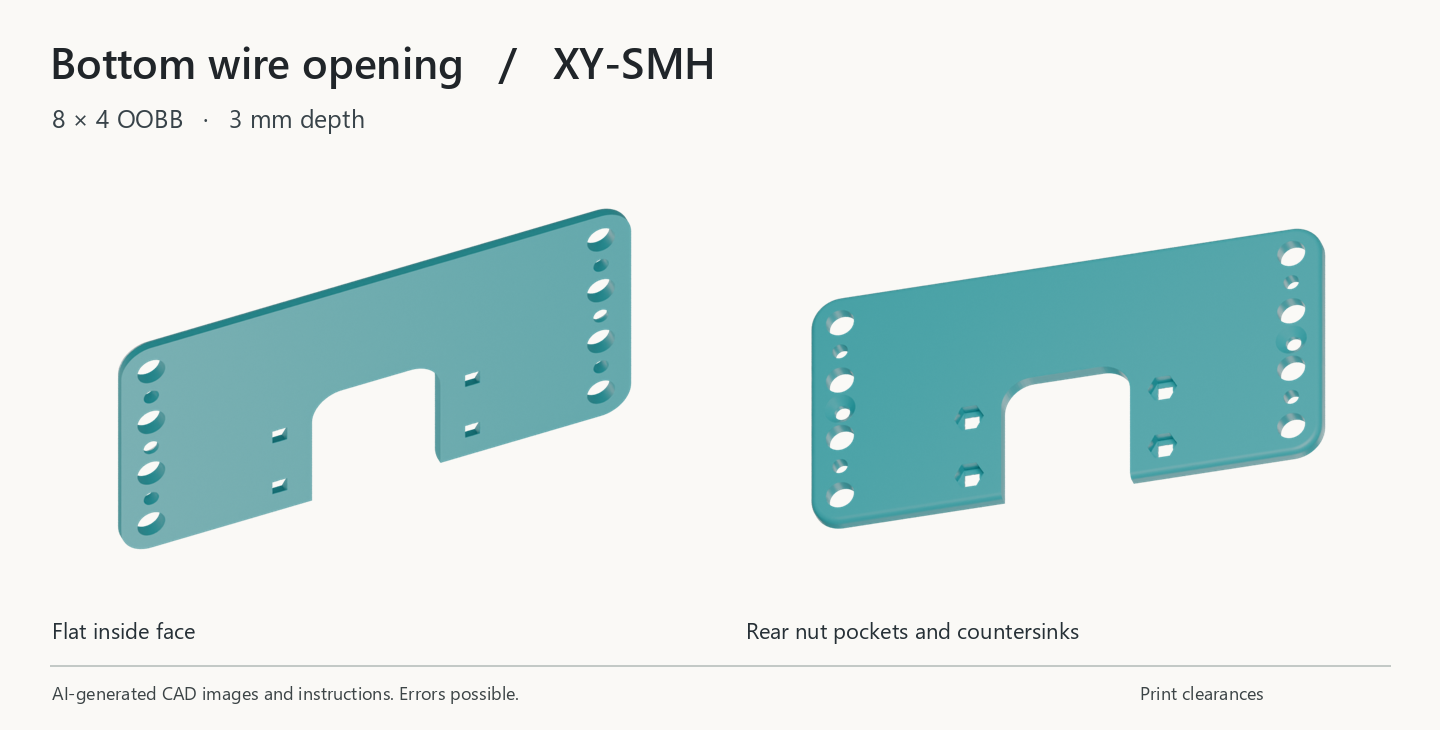 Bottom wire opening / XY-SMH
8 × 4 OOBB · 3 mm depth
Flat inside face
Rear nut pockets and countersinks
AI-generated CAD images and instructions. Errors possible.
Print clearances